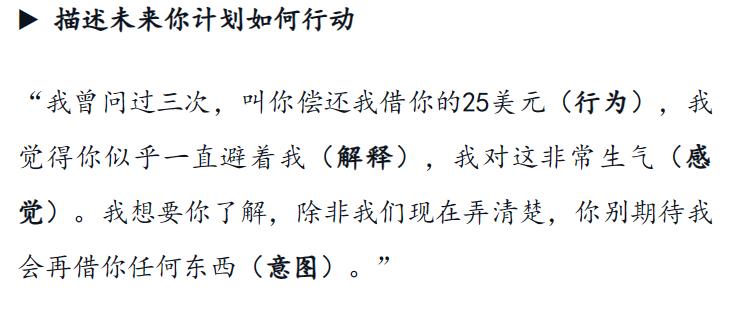 ▶ 描述未来你计划如何行动
“我曾问过三次，叫你偿还我借你的25美元（行为），我
觉得你似乎一直避着我（解释），我对这非常生气（感
觉）。我想要你了解，除非我们现在弄清楚，你别期待我
会再借你任何东西（意图）。”